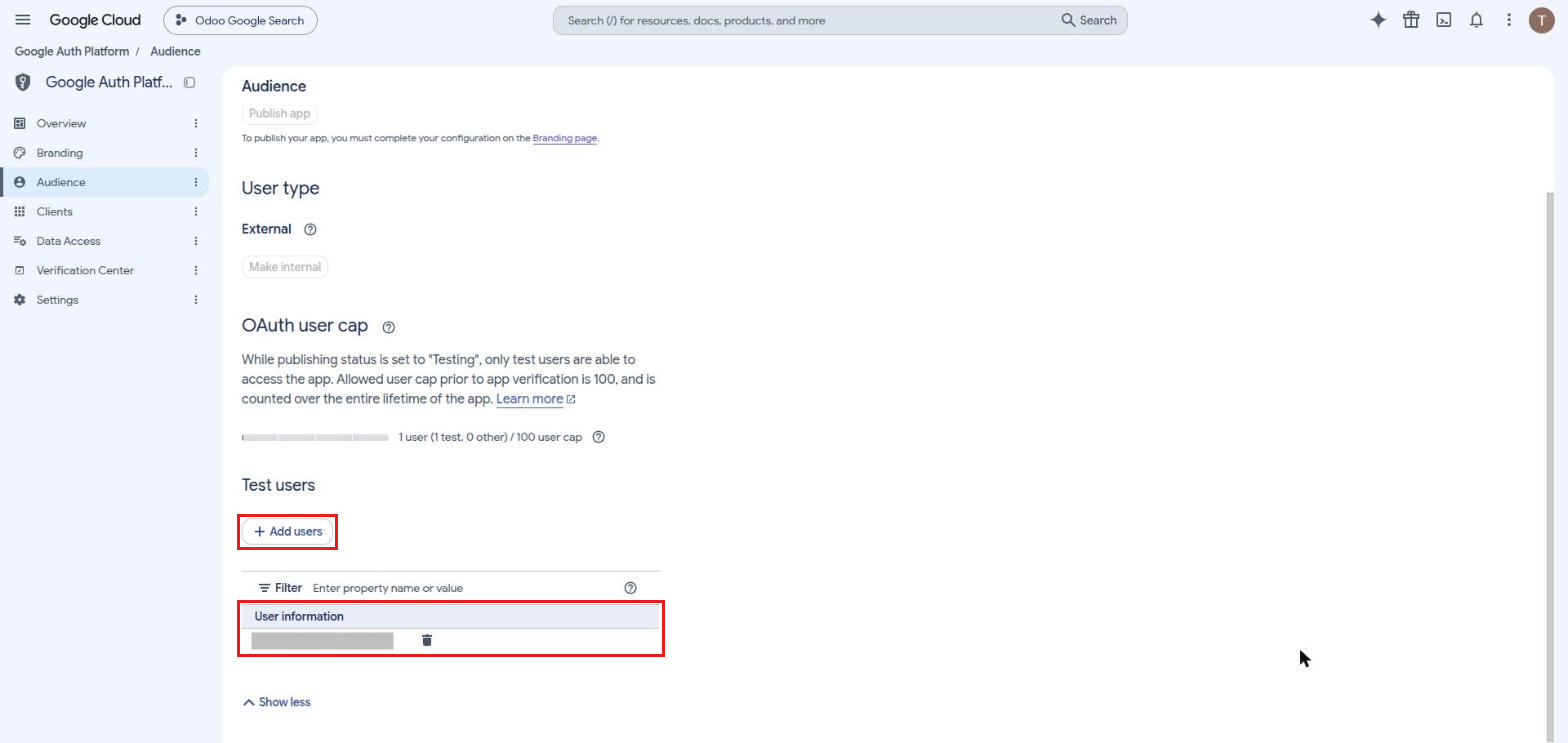 Google Cloud
Odoo Google Search
Search (/) for resources, docs, products, and more
Search
T
Google Auth Platform / Audience
Google Auth Platf...
Overview
Branding
Audience
Clients
Data Access
Verification Center
Settings
Audience
Publish app
To publish your app, you must complete your configuration on the Branding page.
User type
External
Make internal
OAuth user cap
While publishing status is set to "Testing", only test users are able to
access the app. Allowed user cap prior to app verification is 100, and is
counted over the entire lifetime of the app. Learn more
1 user (1 test, 0 other) / 100 user cap
Test users
+ Add users
Filter Enter property name or value
User information
Show less